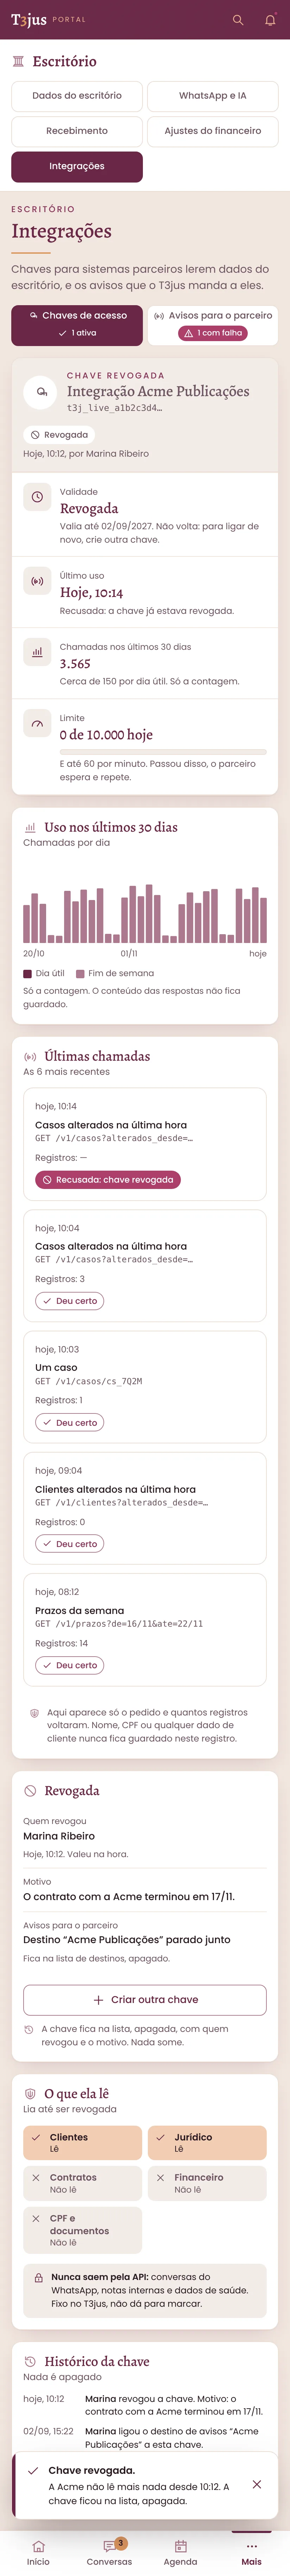 T3jus PORTAL
Escritório
Dados do escritório
WhatsApp e IA
Recebimento
Ajustes do financeiro
Integrações
ESCRITÓRIO
Integrações
Chaves para sistemas parceiros lerem dados do
escritório, e os avisos que o T3jus manda a eles.
Chaves de acesso
1 ativa
Avisos para o parceiro
1 com falha
CHAVE REVOGADA
Integração Acme Publicações
t3j_live_a1b2c3d4…
Revogada
Hoje, 10:12, por Marina Ribeiro
Validade
Revogada
Valia até 02/09/2027. Não volta: para ligar de
novo, crie outra chave.
Último uso
Hoje, 10:14
Recusada: a chave já estava revogada.
Chamadas nos últimos 30 dias
3.565
Cerca de 150 por dia útil. Só a contagem.
Limite
0 de 10.000 hoje
E até 60 por minuto. Passou disso, o parceiro
espera e repete.
Uso nos últimos 30 dias
Chamadas por dia
20/10
01/11
hoje
Dia útil
Fim de semana
Só a contagem. O conteúdo das respostas não fica
guardado.
Últimas chamadas
As 6 mais recentes
hoje, 10:14
Casos alterados na última hora
GET /v1/casos?alterados_desde=…
Registros: —
Recusada: chave revogada
hoje, 10:04
Casos alterados na última hora
GET /v1/casos?alterados_desde=…
Registros: 3
Deu certo
hoje, 10:03
Um caso
GET /v1/casos/cs_7Q2M
Registros: 1
Deu certo
hoje, 09:04
Clientes alterados na última hora
GET /v1/clientes?alterados_desde=…
Registros: 0
Deu certo
hoje, 08:12
Prazos da semana
GET /v1/prazos?de=16/11&ate=22/11
Registros: 14
Deu certo
Aqui aparece só o pedido e quantos registros
voltaram. Nome, CPF ou qualquer dado de
cliente nunca fica guardado neste registro.
Revogada
Quem revogou
Marina Ribeiro
Hoje, 10:12. Valeu na hora.
Motivo
O contrato com a Acme terminou em 17/11.
Avisos para o parceiro
Destino “Acme Publicações” parado junto
Fica na lista de destinos, apagado.
Criar outra chave
A chave fica na lista, apagada, com quem
revogou e o motivo. Nada some.
O que ela lê
Lia até ser revogada
Clientes
Lê
Jurídico
Lê
Contratos
Não lê
Financeiro
Não lê
CPF e
documentos
Não lê
Nunca saem pela API: conversas do
WhatsApp, notas internas e dados de saúde.
Fixo no T3jus, não dá para marcar.
Histórico da chave
Nada é apagado
hoje, 10:12
Marina revogou a chave. Motivo: o
contrato com a Acme terminou em 17/11.
02/09, 15:22
Marina ligou o destino de avisos “Acme
Publicações” a esta chave.
Chave revogada.
A Acme não lê mais nada desde 10:12. A
chave ficou na lista, apagada.
Início
3
Conversas
Agenda
Mais